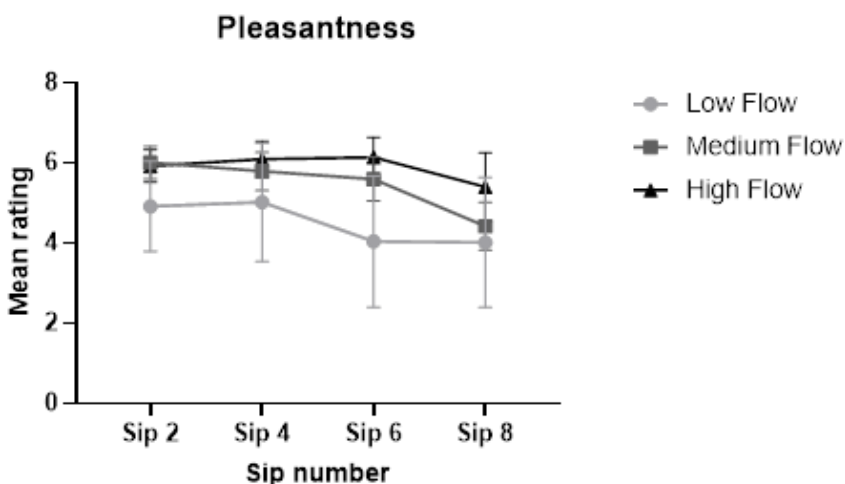 Pleasantness
8
6
4
2
0
Mean rating
Sip 2 Sip 4 Sip 6 Sip 8
Sip number
Low Flow
Medium Flow
High Flow